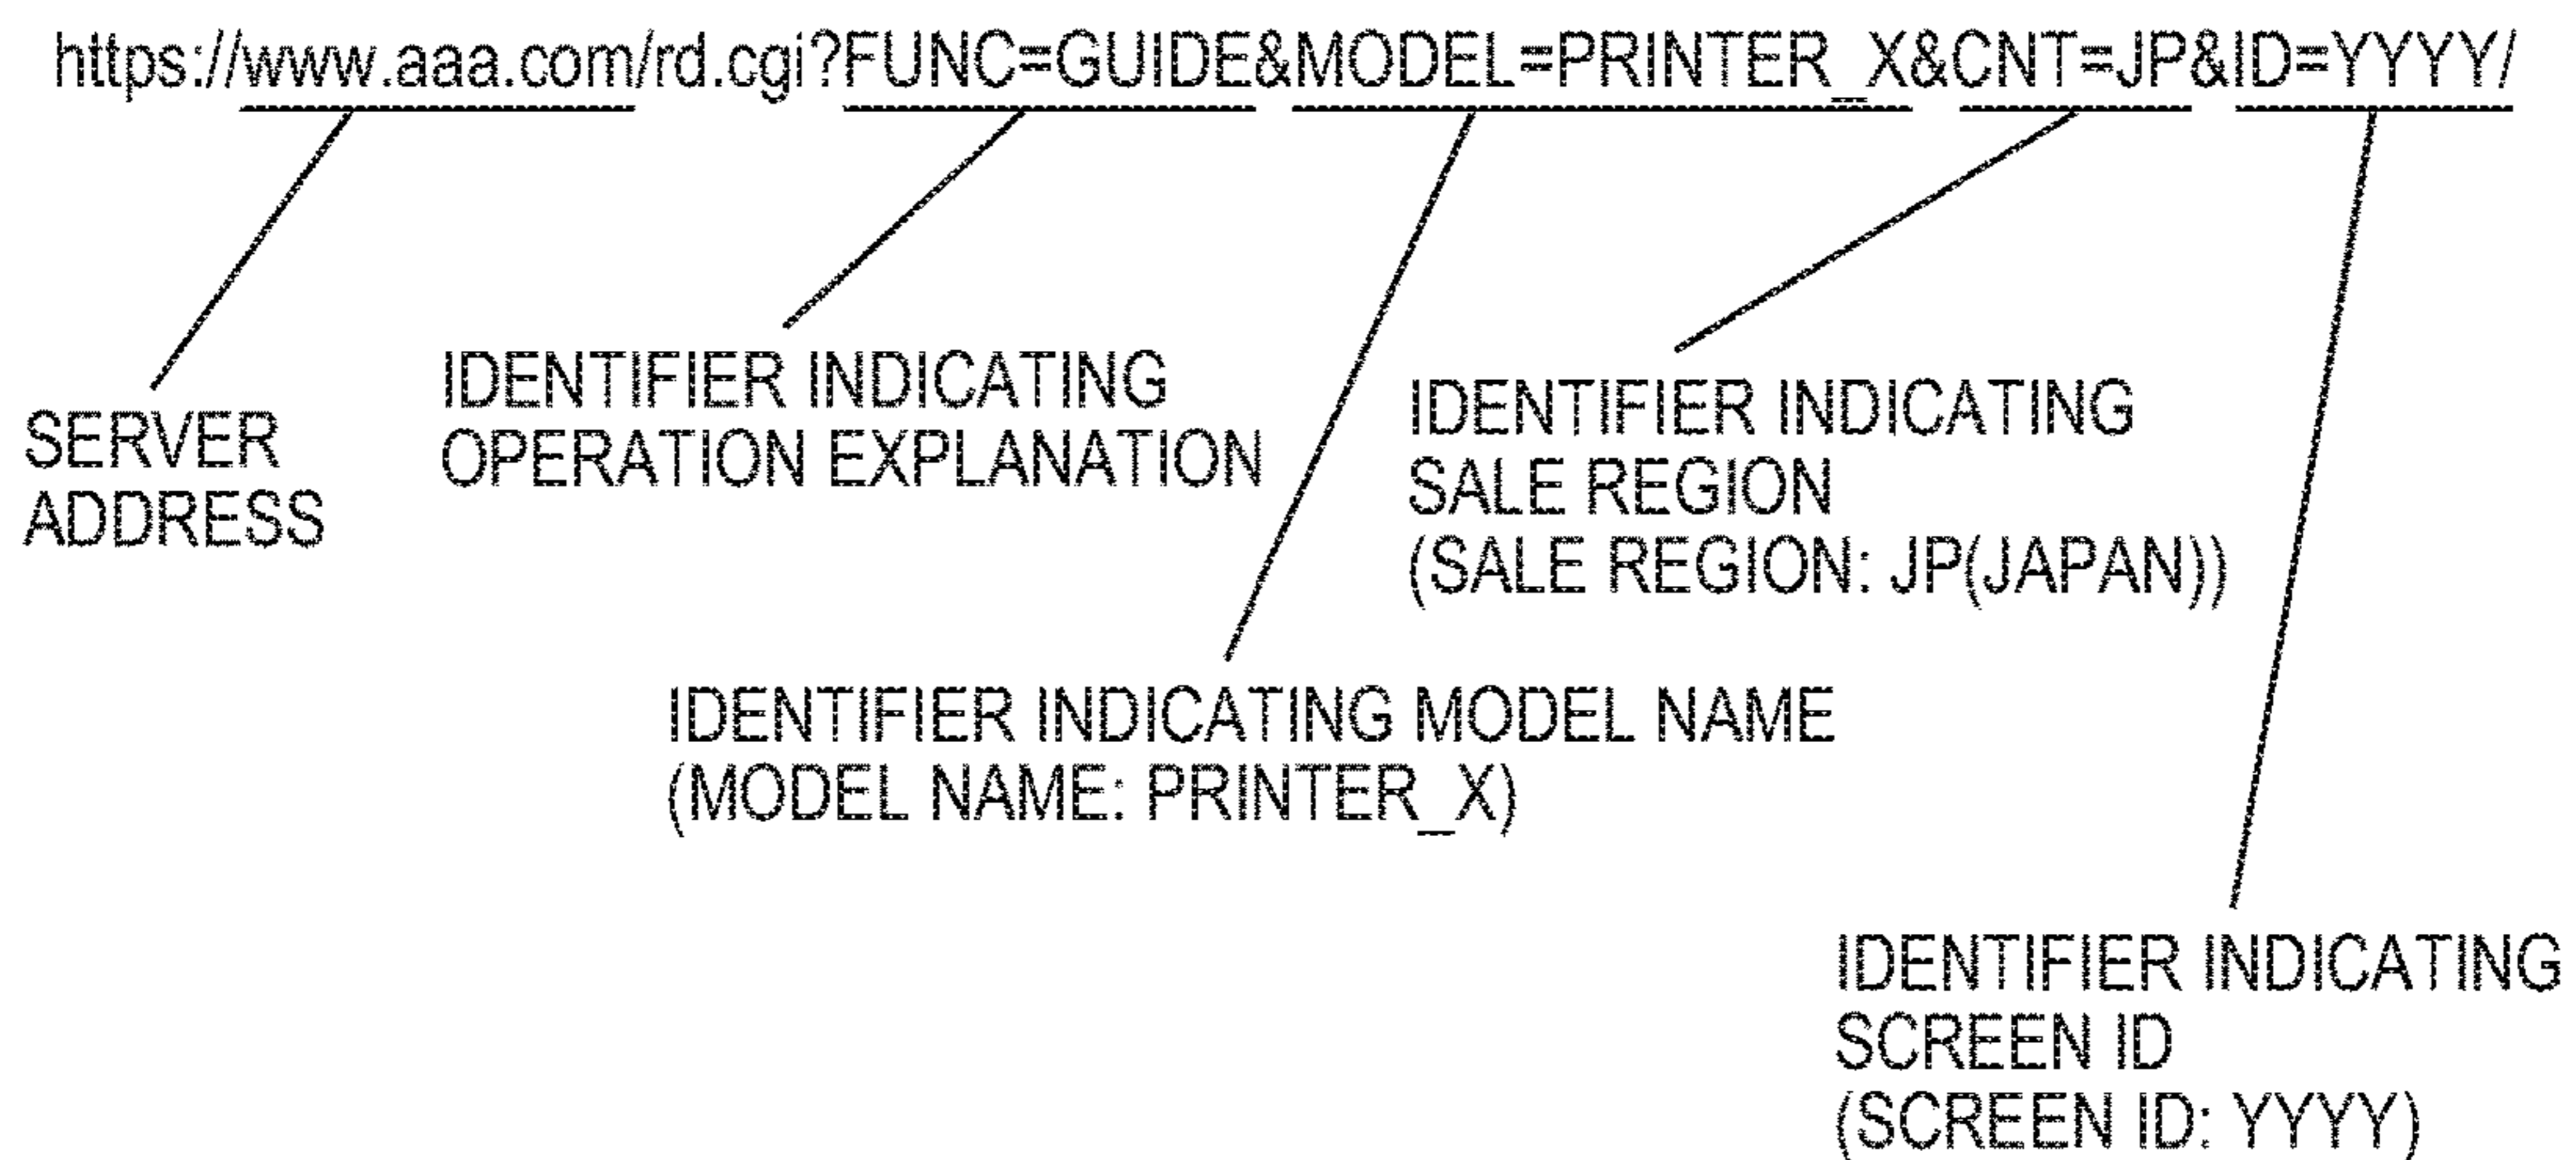 https://www.aaa.com/rd.cgi?FUNC=GUIDE&MODEL=PRINTER_X&CNT=JP&ID=YYYY/
SERVER
ADDRESS
IDENTIFIER INDICATING
OPERATION EXPLANATION
IDENTIFIER INDICATING
SALE REGION
(SALE REGION: JP(JAPAN))
IDENTIFIER INDICATING MODEL NAME
(MODEL NAME: PRINTER_X)
IDENTIFIER INDICATING
SCREEN ID
(SCREEN ID: YYYY)